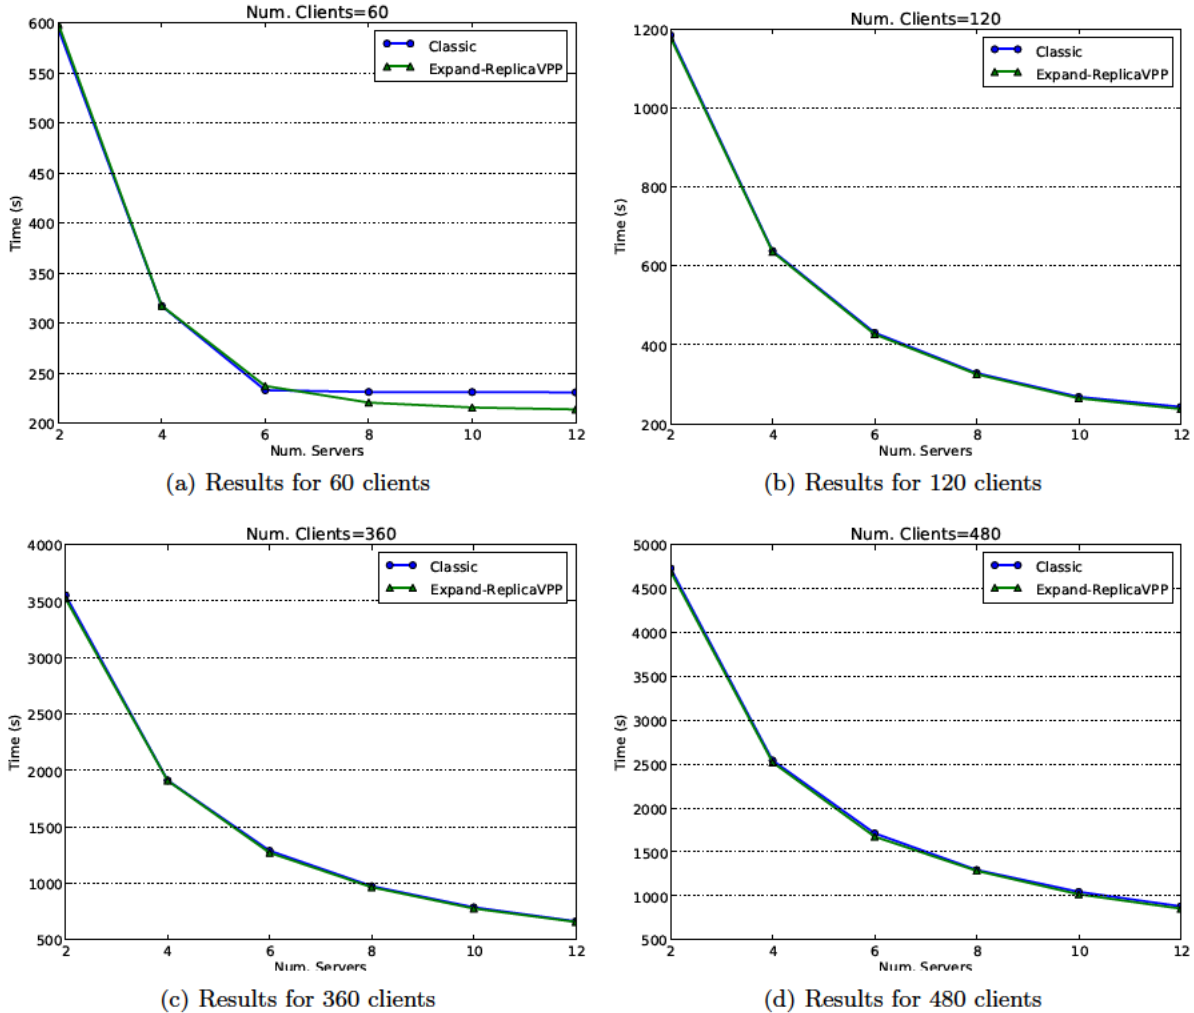 Num. Clients=60
600
550
500
450
400
350
300
250
200
Time (s)
Classic
Expand-ReplicaVPP
2 4 6 8 10 12
Num. Servers
(a) Results for 60 clients
Num. Clients=120
1200
1000
800
600
400
200
Time (s)
Classic
Expand-ReplicaVPP
2 4 6 8 10 12
Num. Servers
(b) Results for 120 clients
Num. Clients=360
4000
3500
3000
2500
2000
1500
1000
500
Time (s)
Classic
Expand-ReplicaVPP
2 4 6 8 10 12
Num. Servers
(c) Results for 360 clients
Num. Clients=480
5000
4500
4000
3500
3000
2500
2000
1500
1000
500
Time (s)
Classic
Expand-ReplicaVPP
2 4 6 8 10 12
Num. Servers
(d) Results for 480 clients